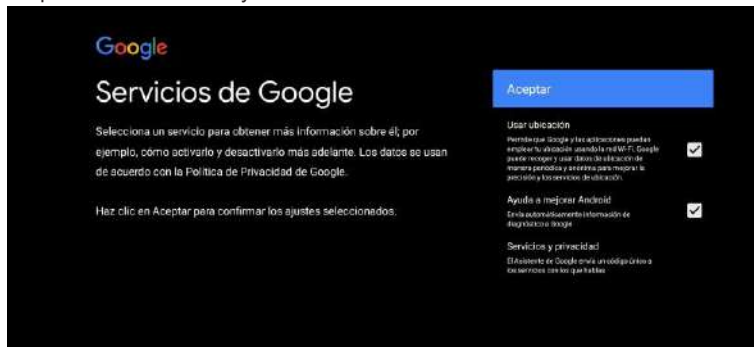 Google
Servicios de Google
Selecciona un servicio para obtener más información sobre él; por
ejemplo, cómo activarlo y desactivarlo más adelante. Los datos se usan
de acuerdo con la Política de Privacidad de Google.
Haz clic en Aceptar para confirmar los ajustes seleccionados.
Aceptar
Usar ubicación
Permite que Google y las aplicaciones puedan
emplear tu ubicación usando la red Wi-Fi. Google
puede recoger y usar datos de ubicación de
manera periódica y anónima para mejorar la
precisión y los servicios de ubicación.
Ayuda a mejorar Android
Envía automáticamente información de
diagnóstico a Google
Servicios y privacidad
El Asistente de Google envía un código único a
los servicios con los que hablas